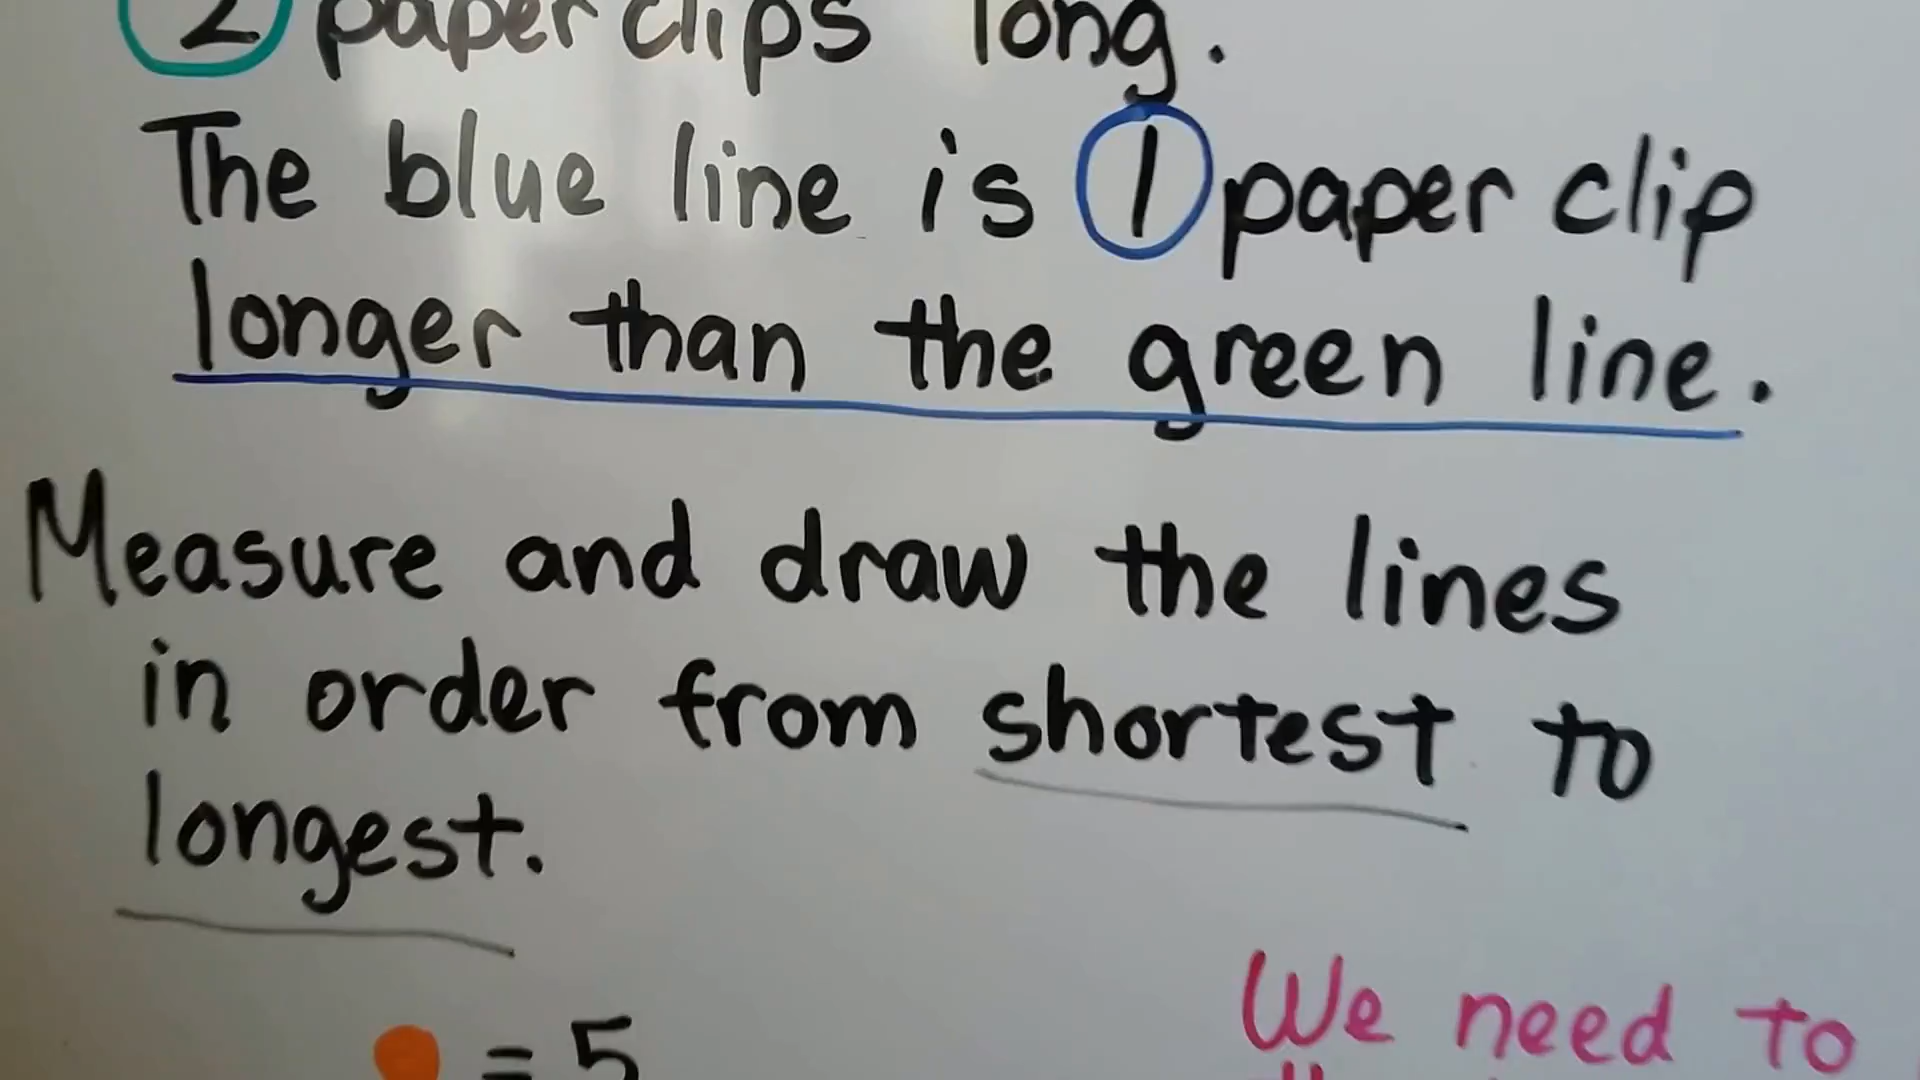 2 paper clips long.
The blue line is 1 paper clip
longer than the green line.
Measure and draw the lines
in order from shortest to
longest.
= 5
We need to